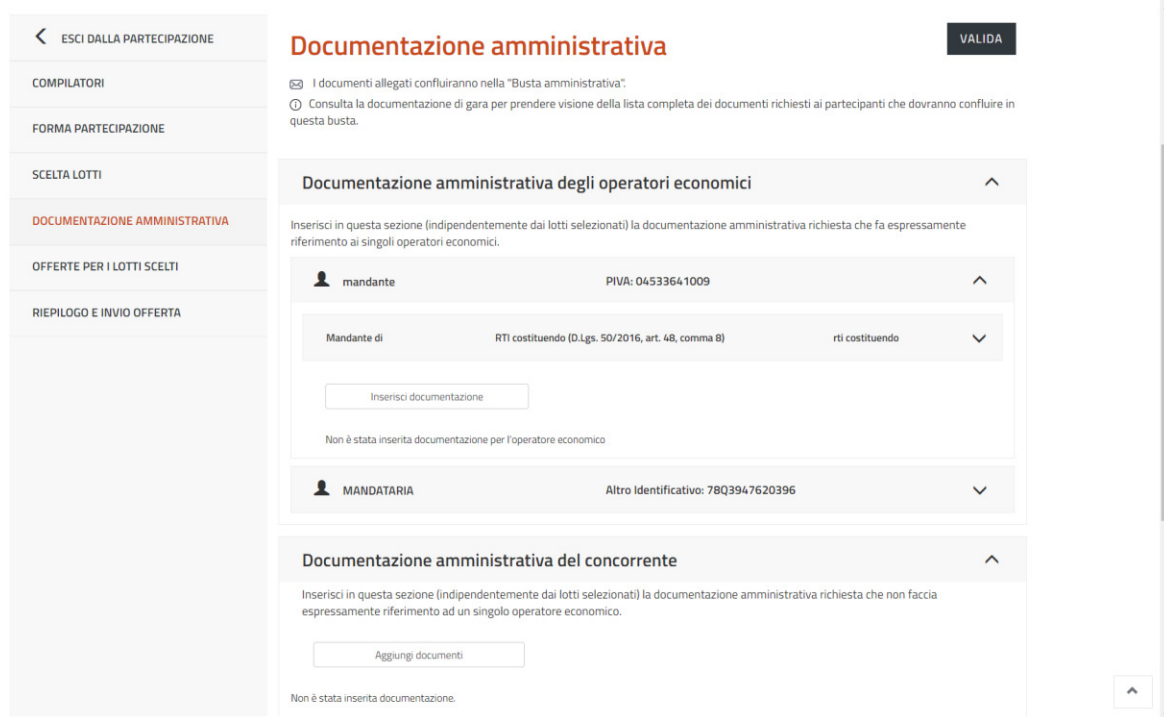 ESCI DALLA PARTECIPAZIONE
COMPILATORI
FORMA PARTECIPAZIONE
SCELTA LOTTI
DOCUMENTAZIONE AMMINISTRATIVA
OFFERTE PER I LOTTI SCELTI
RIEPILOGO E INVIO OFFERTA
Documentazione amministrativa
VALIDA
I documenti allegati confluiranno nella "Busta amministrativa".
Consulta la documentazione di gara per prendere visione della lista completa dei documenti richiesti ai partecipanti che dovranno confluire in
questa busta.
Documentazione amministrativa degli operatori economici
Inserisci in questa sezione (indipendentemente dai lotti selezionati) la documentazione amministrativa richiesta che fa espressamente
riferimento ai singoli operatori economici.
mandante PIVA: 04533641009
Mandante di RTI costituendo (D.Lgs. 50/2016, art. 48, comma 8) rti costituendo
Inserisci documentazione
Non è stata inserita documentazione per l'operatore economico
MANDATARIA Altro Identificativo: 78Q3947620396
Documentazione amministrativa del concorrente
Inserisci in questa sezione (indipendentemente dai lotti selezionati) la documentazione amministrativa richiesta che non faccia
espressamente riferimento ad un singolo operatore economico.
Aggiungi documenti
Non è stata inserita documentazione.